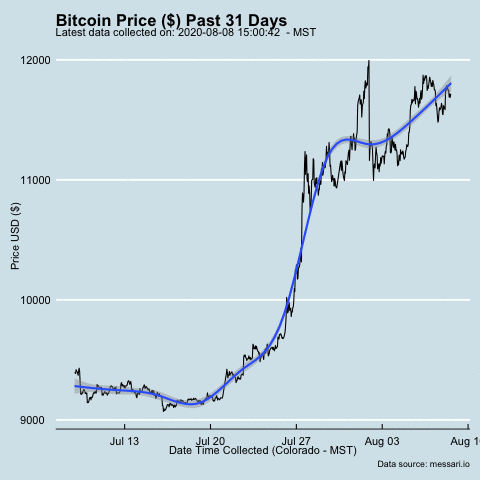 Bitcoin Price ($) Past 31 Days
Latest data collected on: 2020-08-08 15:00:42  - MST
12000
11000
10000
9000
Price USD ($)
Jul 13
Jul 20
Jul 27
Aug 03
Aug 10
Date Time Collected (Colorado - MST)
Data source: messari.io